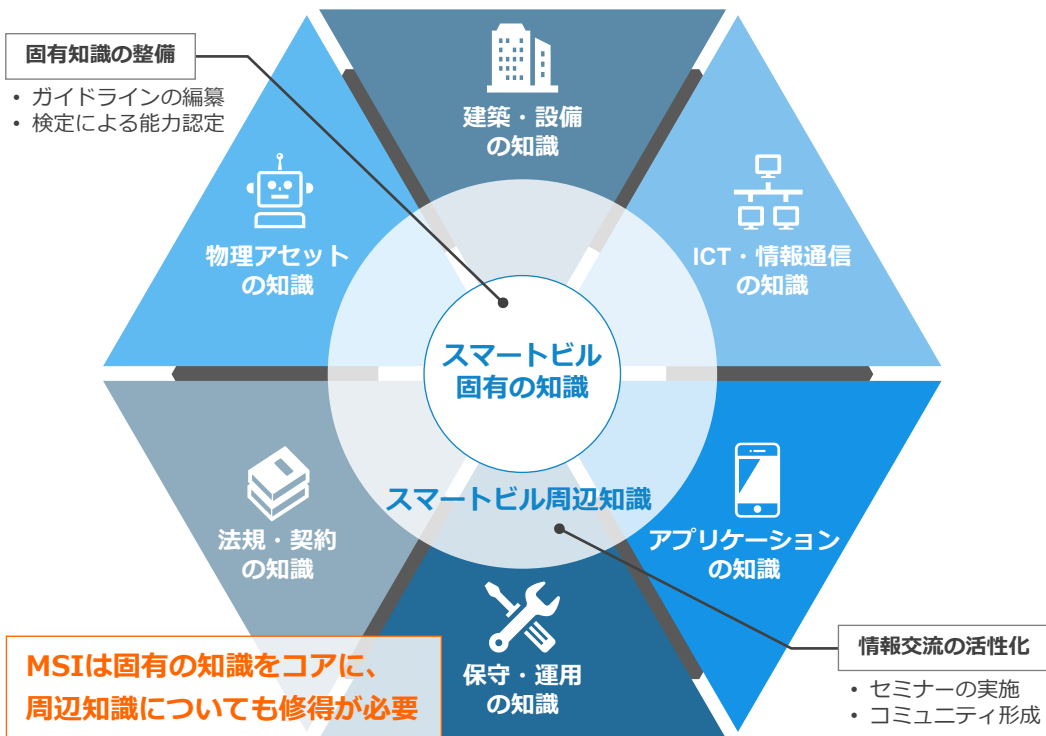 固有知識の整備
• ガイドラインの編纂
• 検定による能力認定
建築・設備
の知識
物理アセット
の知識
ICT・情報通信
の知識
スマートビル
固有の知識
スマートビル周辺知識
法規・契約
の知識
アプリケーション
の知識
保守・運用
の知識
MSIは固有の知識をコアに、
周辺知識についても修得が必要
情報交流の活性化
• セミナーの実施
• コミュニティ形成